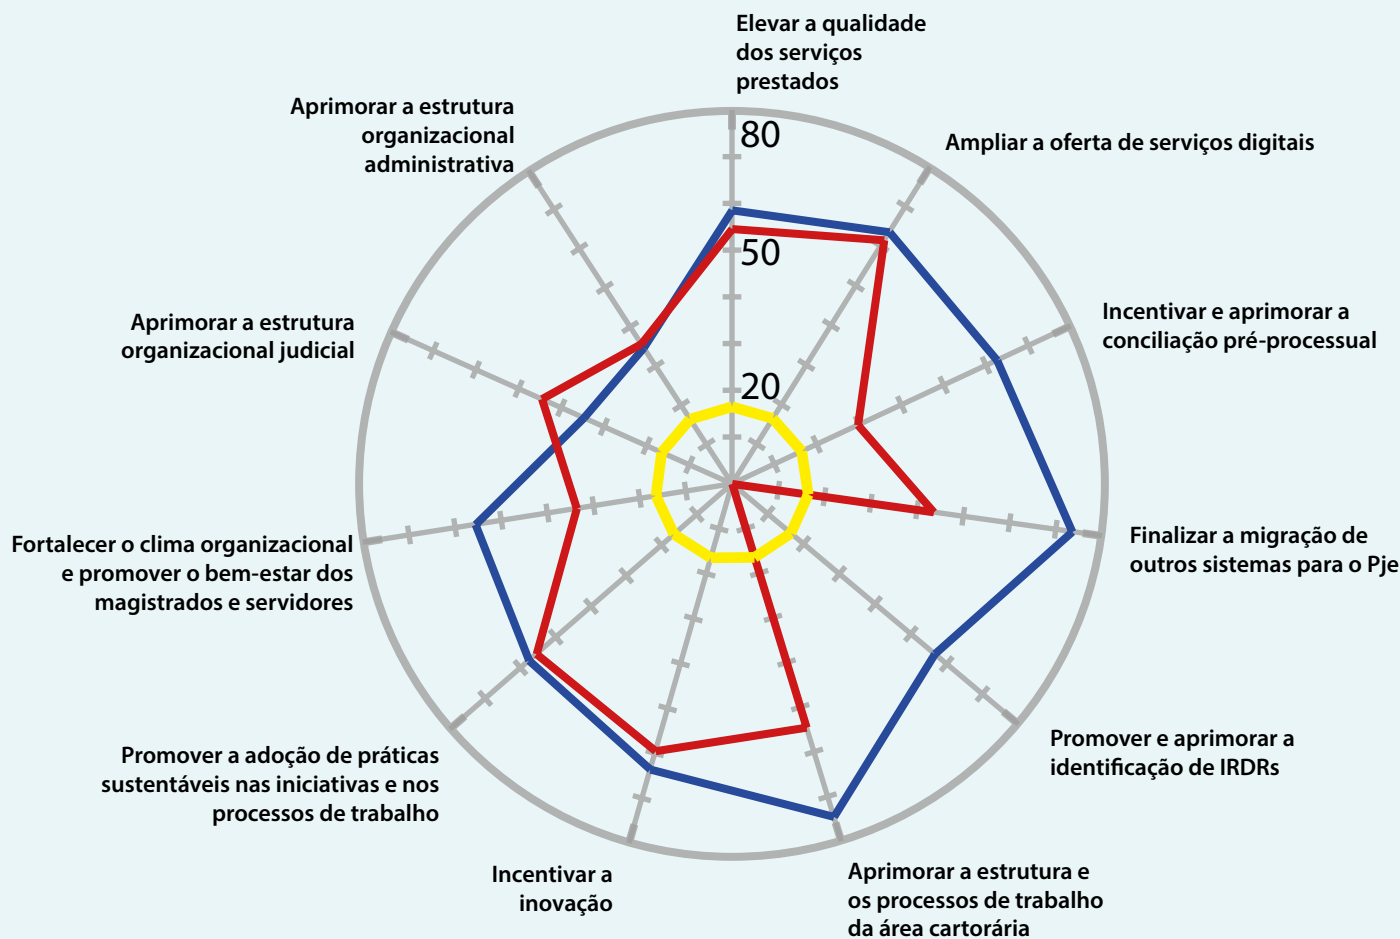 Elevar a qualidade
dos serviços
prestados
Ampliar a oferta de serviços digitais
Incentivar e aprimorar a
conciliação pré-processual
Finalizar a migração de
outros sistemas para o Pje
Promover e aprimorar a
identificação de IRDRs
Aprimorar a estrutura e
os processos de trabalho
da área cartorária
Incentivar a
inovação
Promover a adoção de práticas
sustentáveis nas iniciativas e nos
processos de trabalho
Fortalecer o clima organizacional
e promover o bem-estar dos
magistrados e servidores
Aprimorar a estrutura
organizacional judicial
Aprimorar a estrutura
organizacional
administrativa
80
50
20